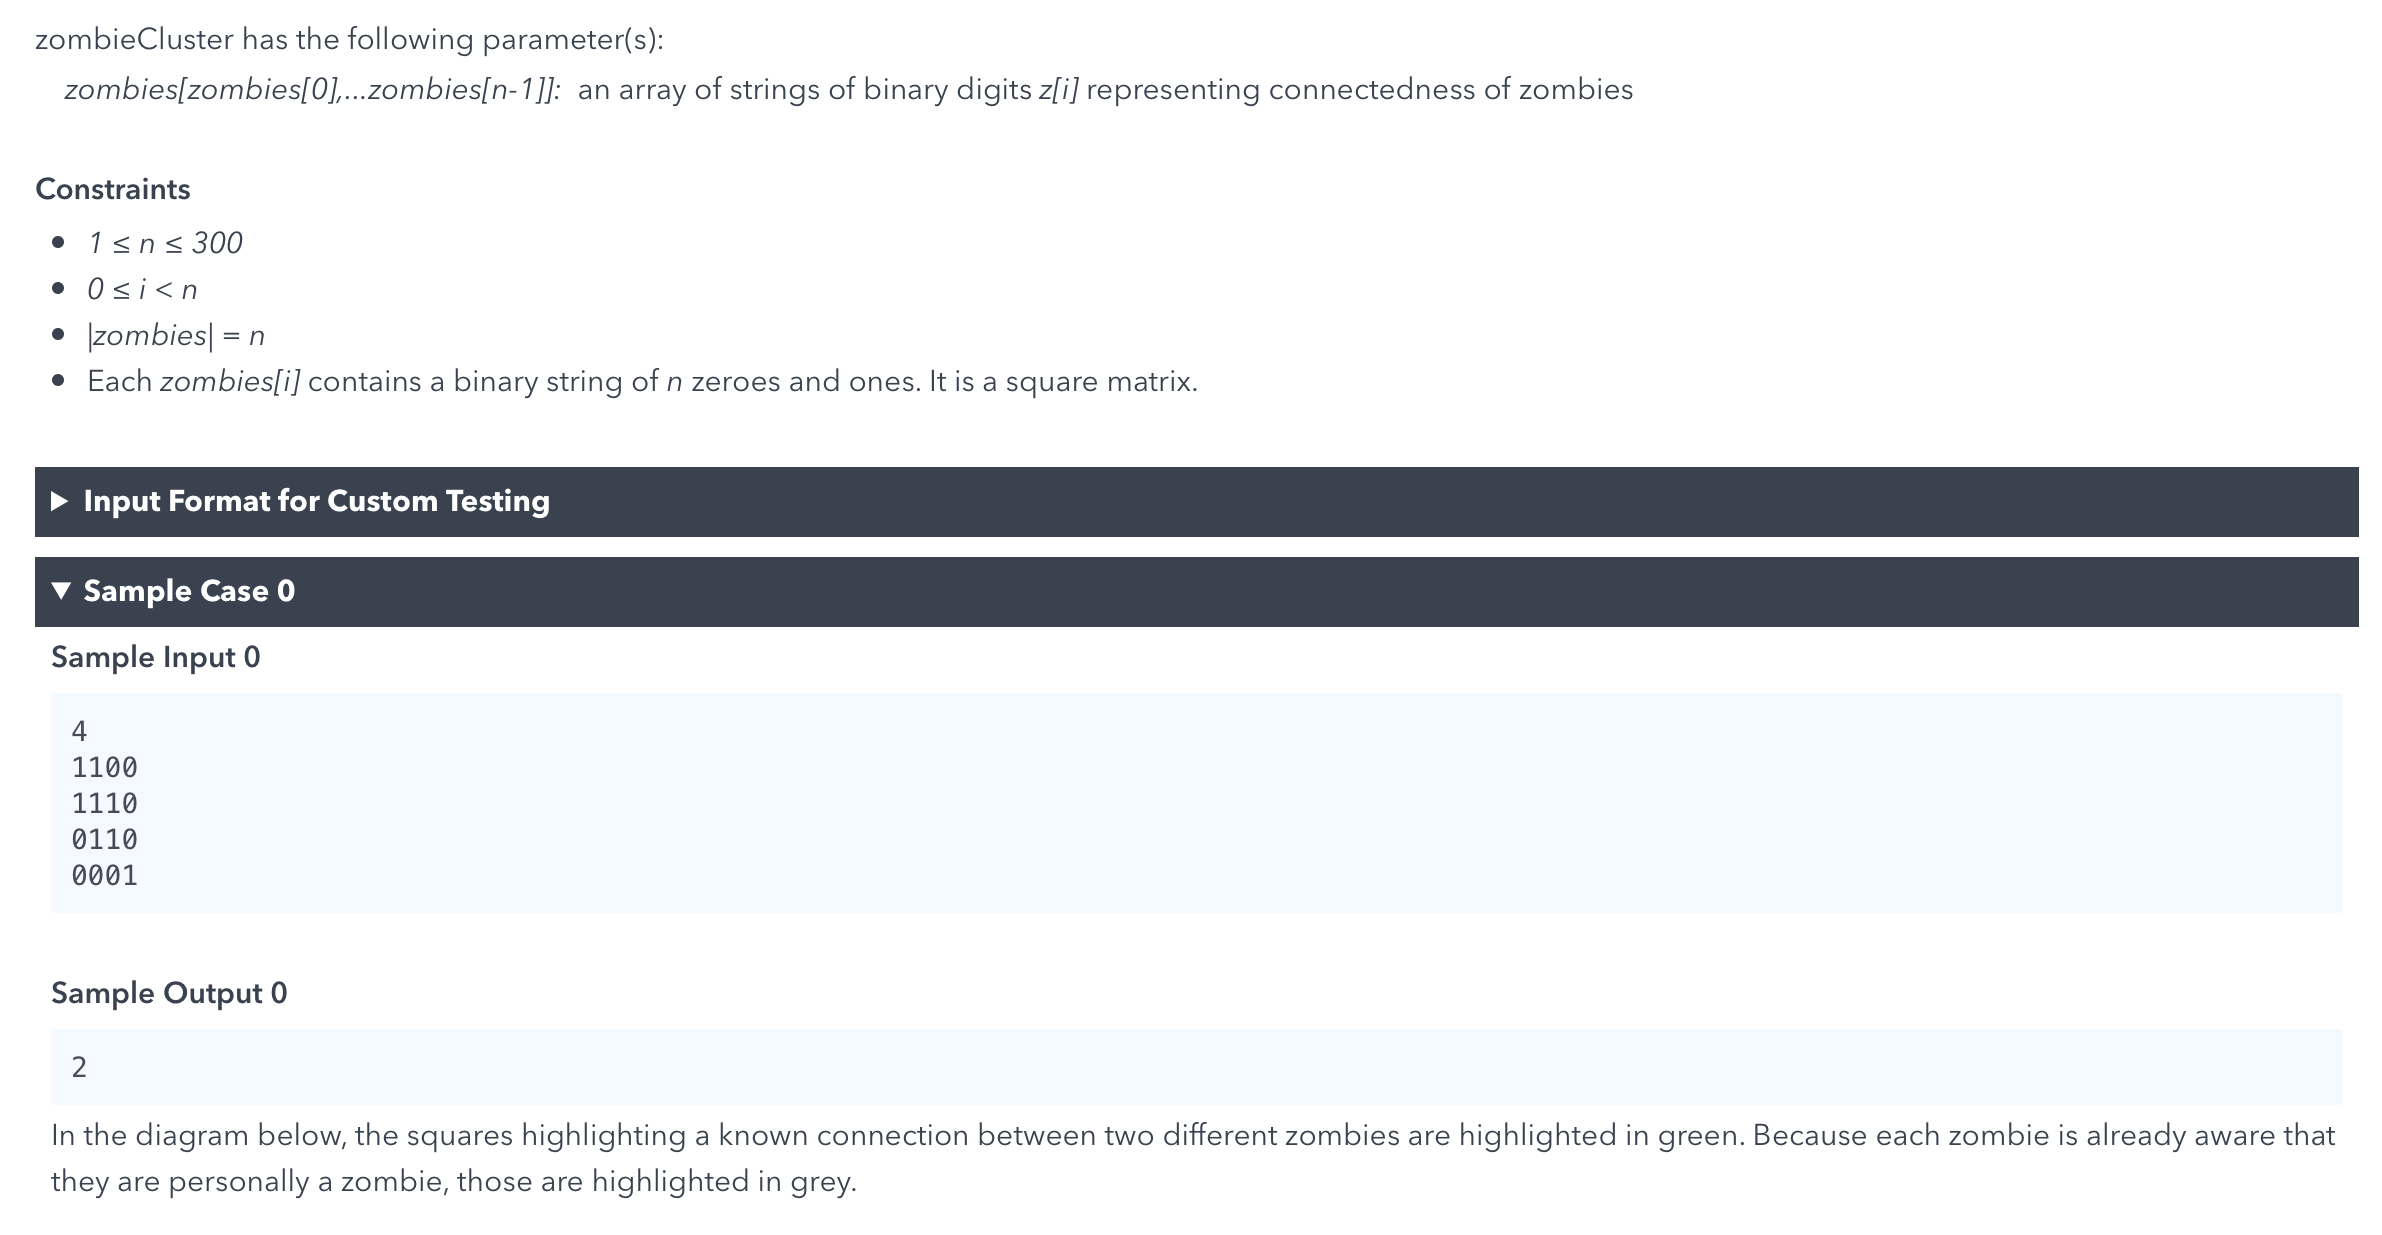 zombieCluster has the following parameter(s):
zombies[zombies[0],...zombies[n-1]]: an array of strings of binary digits z[i] representing connectedness of zombies
Constraints
• 1 ≤ n ≤ 300
• 0 ≤ i < n
• |zombies| = n
• Each zombies[i] contains a binary string of n zeroes and ones. It is a square matrix.
▶ Input Format for Custom Testing
▼ Sample Case 0
Sample Input 0
4
1100
1110
0110
0001
Sample Output 0
2
In the diagram below, the squares highlighting a known connection between two different zombies are highlighted in green. Because each zombie is already aware that
they are personally a zombie, those are highlighted in grey.